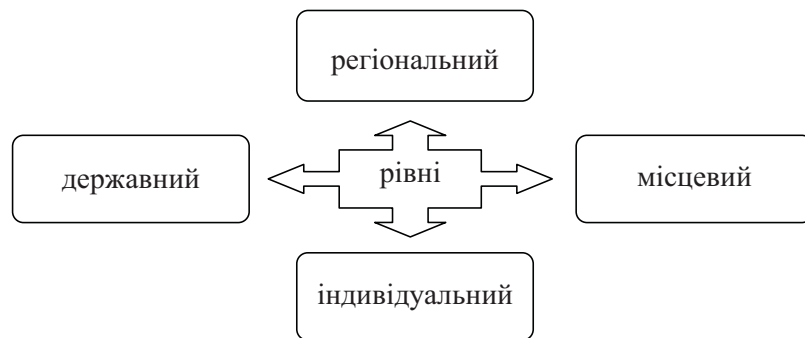 регіональний
державний
рівні
місцевий
індивідуальний